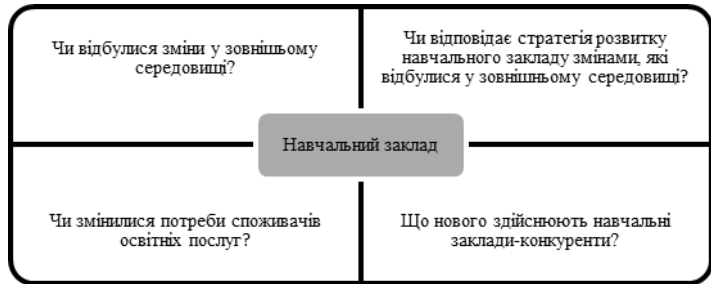 Чи відбулися зміни у зовнішьому
середовищі?
Чи відповідає стратегія розвитку
навчального закладу змінами, які
відбулися у зовнішньому середовищі?
Навчальний заклад
Чи змінилися потреби споживачів
освітніх послуг?
Що нового здійснюють навчальні
заклади-конкуренти?